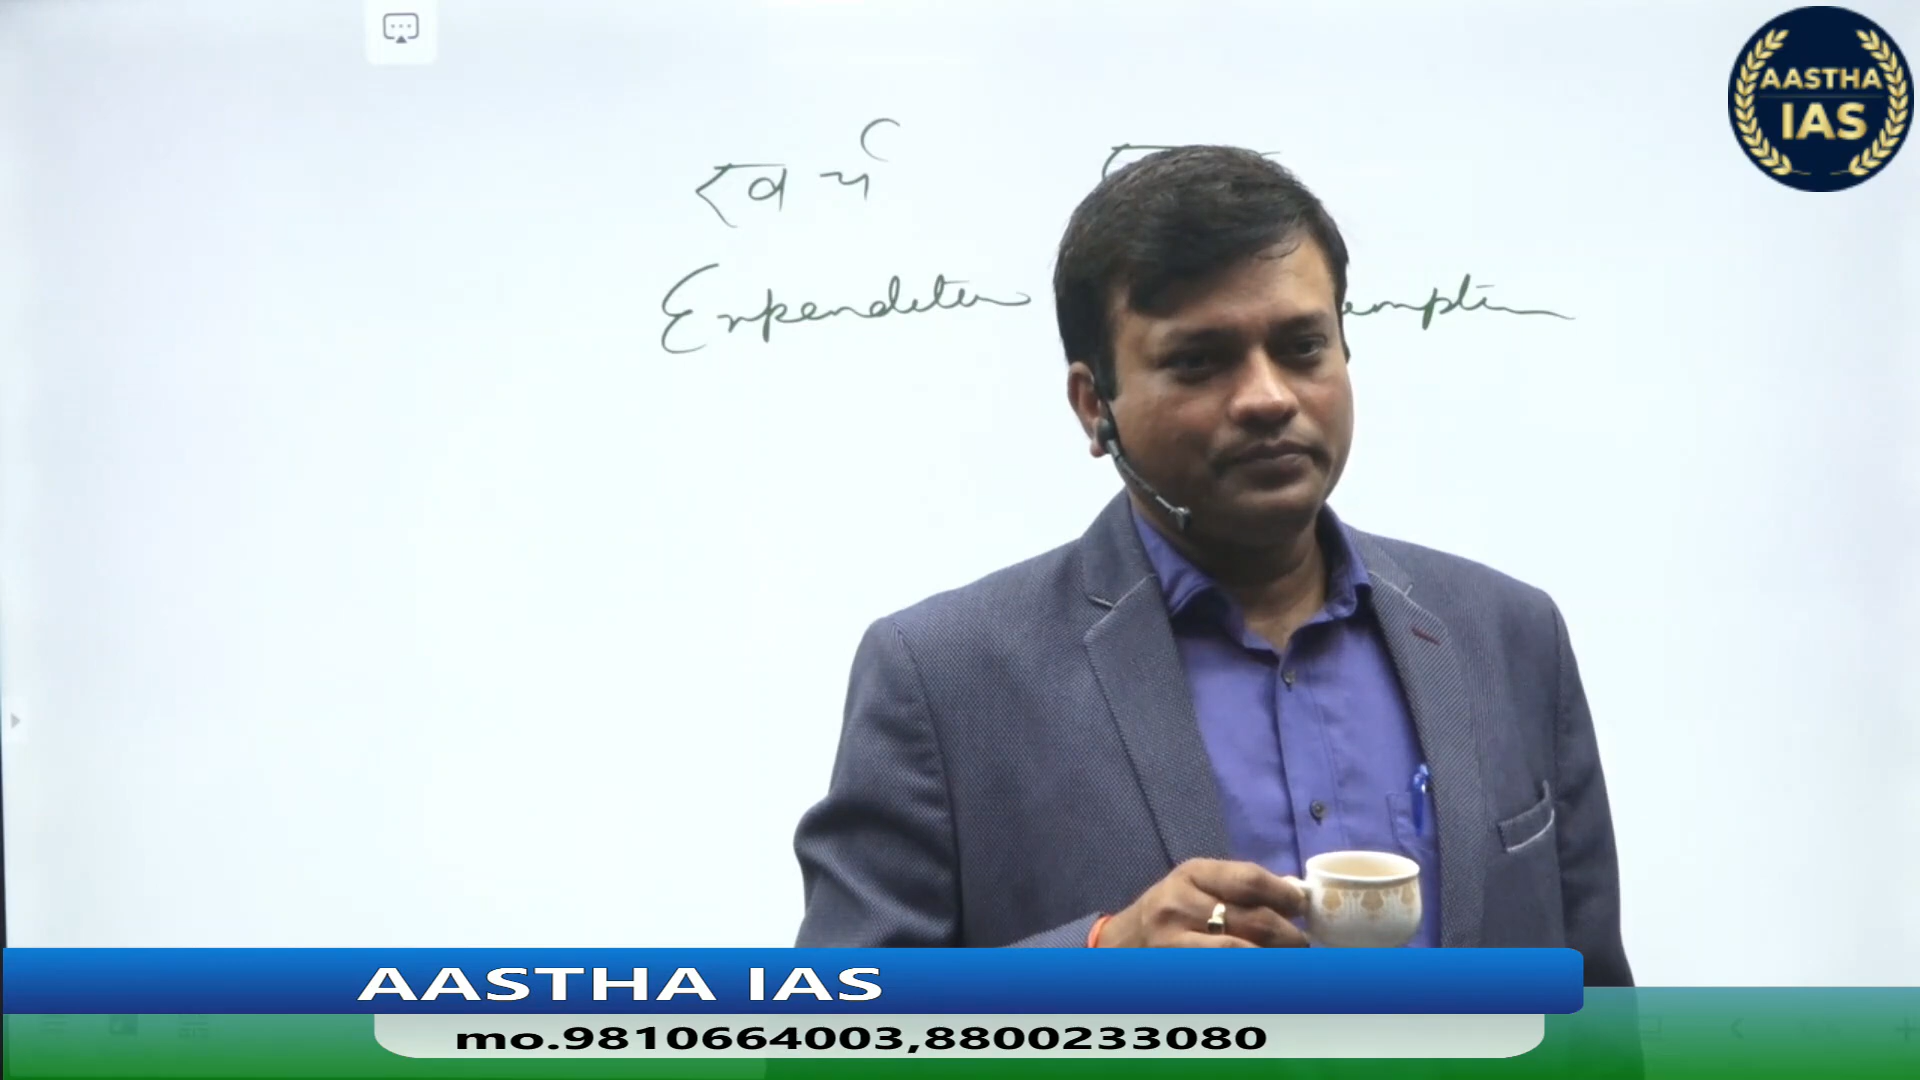 AASTHA
IAS
खर्च
Expenditure
AASTHA IAS
mo.9810664003,8800233080